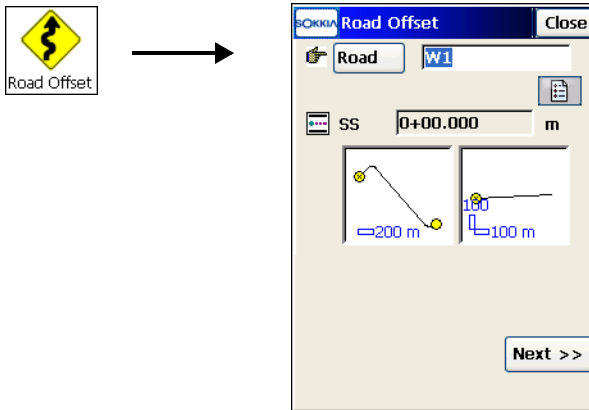 Road Offset
SOKKIA Road Offset Close
Road W1
SS 0+00.000 m
200 m
100
100 m
Next >>